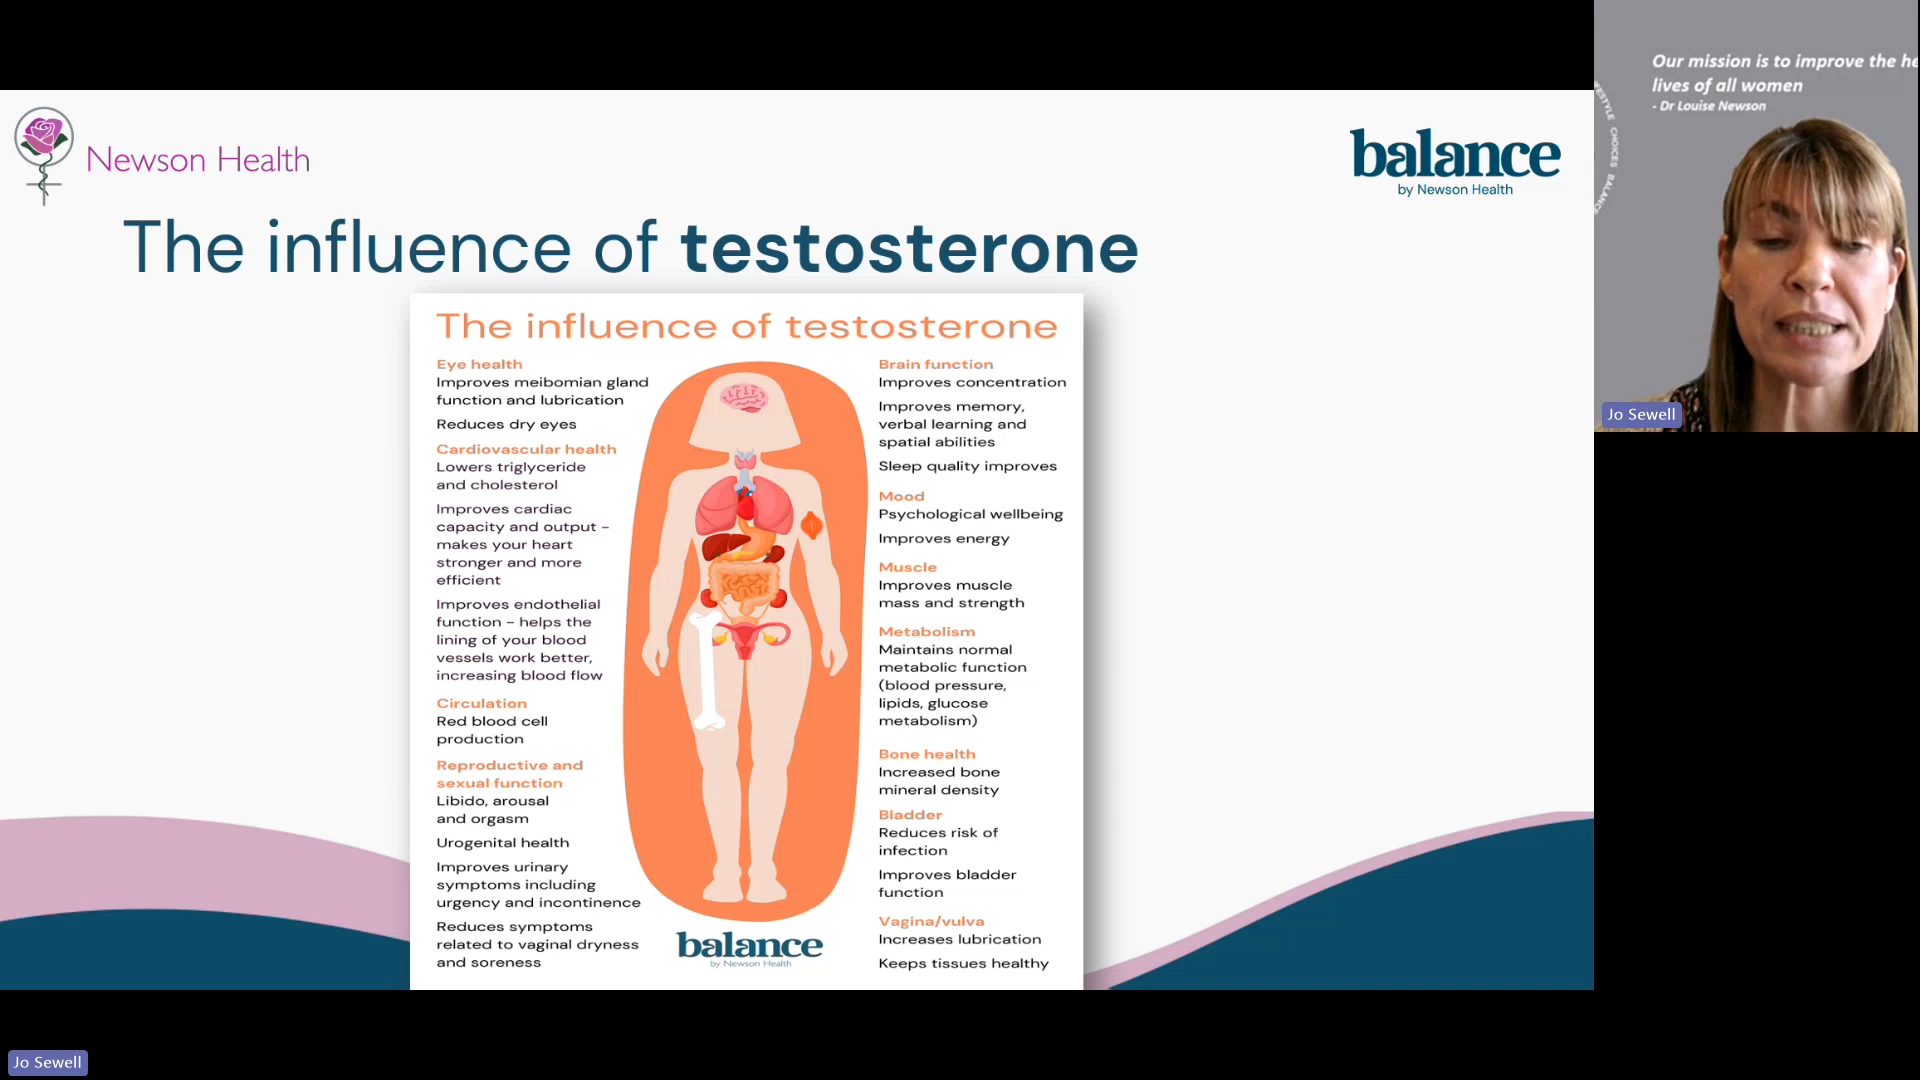 Newson Health
balance
by Newson Health
The influence of testosterone
The influence of testosterone
Eye health
Improves meibomian gland
function and lubrication
Reduces dry eyes
Cardiovascular health
Lowers triglyceride
and cholesterol
Improves cardiac
capacity and output -
makes your heart
stronger and more
efficient
Improves endothelial
function - helps the
lining of your blood
vessels work better,
increasing blood flow
Circulation
Red blood cell
production
Reproductive and
sexual function
Libido, arousal
and orgasm
Urogenital health
Improves urinary
symptoms including
urgency and incontinence
Reduces symptoms
related to vaginal dryness
and soreness
Brain function
Improves concentration
Improves memory,
verbal learning and
spatial abilities
Sleep quality improves
Mood
Psychological wellbeing
Improves energy
Muscle
Improves muscle
mass and strength
Metabolism
Maintains normal
metabolic function
(blood pressure,
lipids, glucose
metabolism)
Bone health
Increased bone
mineral density
Bladder
Reduces risk of
infection
Improves bladder
function
Vagina/vulva
Increases lubrication
Keeps tissues healthy
balance
by Newson Health
Our mission is to improve the he
lives of all women
- Dr Louise Newson
CHOICES BALANCE
Jo Sewell
Jo Sewell